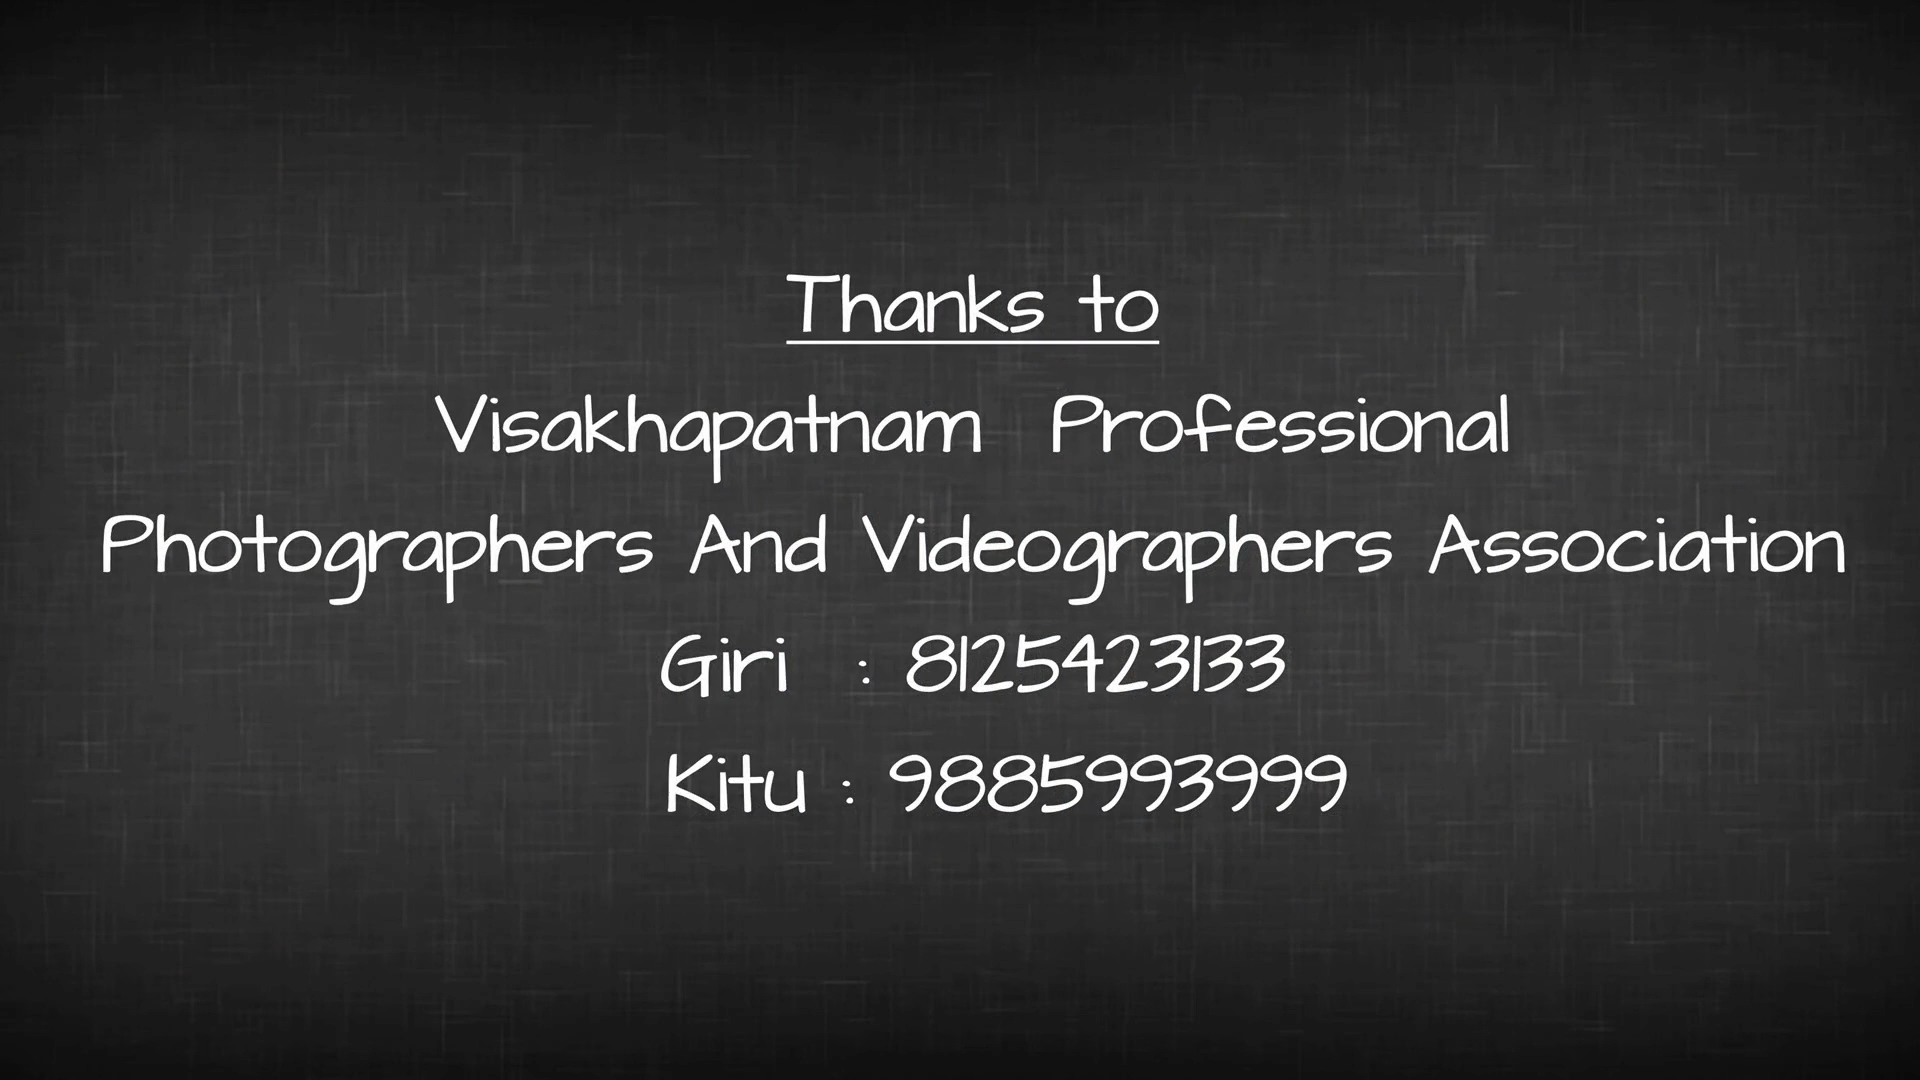 Thanks to
Visakhapatnam Professional
Photographers And Videographers Association
Giri : 8125423133
Kitu : 9885993999